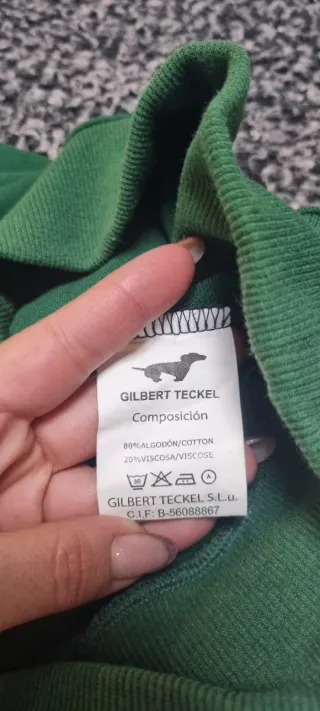 GILBERT TECKEL
Composición
80%ALGODÓN/COTTON
20%VISCOSA/VISCOSE
GILBERT TECKEL S.L.u.
C.I.F: B-56088867